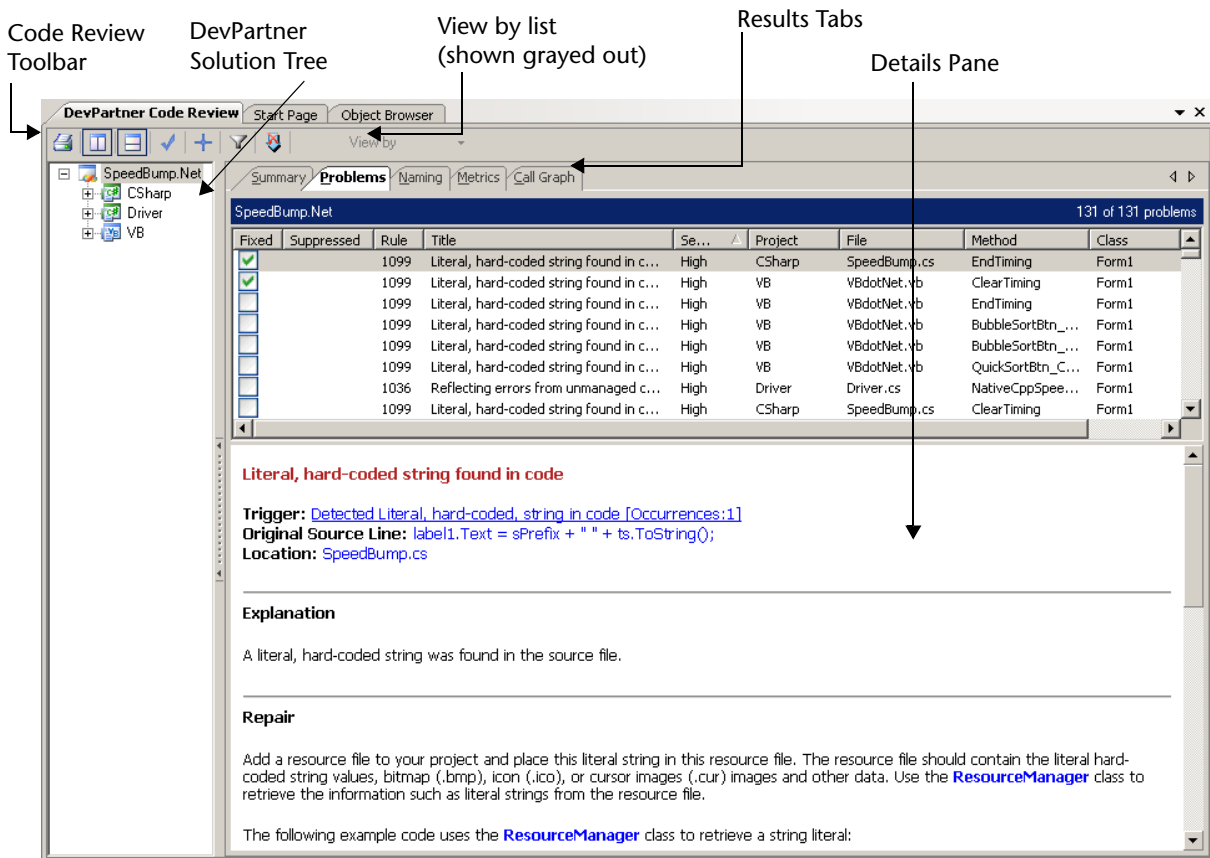 Code Review
Toolbar
DevPartner
Solution Tree
View by list
(shown grayed out)
Results Tabs
Details Pane
DevPartner Code Review Start Page Object Browser
View by
SpeedBump.Net
CSharp
Driver
VB
Summary Problems Naming Metrics Call Graph
SpeedBump.Net 131 of 131 problems
Fixed Suppressed Rule Title Se... Project File Method Class
1099 Literal, hard-coded string found in c... High CSharp SpeedBump.cs EndTiming Form1
1099 Literal, hard-coded string found in c... High VB VBdotNet.vb ClearTiming Form1
1099 Literal, hard-coded string found in c... High VB VBdotNet.vb EndTiming Form1
1099 Literal, hard-coded string found in c... High VB VBdotNet.vb BubbleSortBtn_... Form1
1099 Literal, hard-coded string found in c... High VB VBdotNet.vb BubbleSortBtn_... Form1
1099 Literal, hard-coded string found in c... High VB VBdotNet.vb QuickSortBtn_C... Form1
1036 Reflecting errors from unmanaged c... High Driver Driver.cs NativeCppSpee... Form1
1099 Literal, hard-coded string found in c... High CSharp SpeedBump.cs ClearTiming Form1
Literal, hard-coded string found in code
Trigger: Detected Literal, hard-coded, string in code [Occurrences:1]
Original Source Line: label1.Text = sPrefix + " " + ts.ToString();
Location: SpeedBump.cs
Explanation
A literal, hard-coded string was found in the source file.
Repair
Add a resource file to your project and place this literal string in this resource file. The resource file should contain the literal hard-
coded string values, bitmap (.bmp), icon (.ico), or cursor images (.cur) images and other data. Use the ResourceManager class to
retrieve the information such as literal strings from the resource file.
The following example code uses the ResourceManager class to retrieve a string literal: